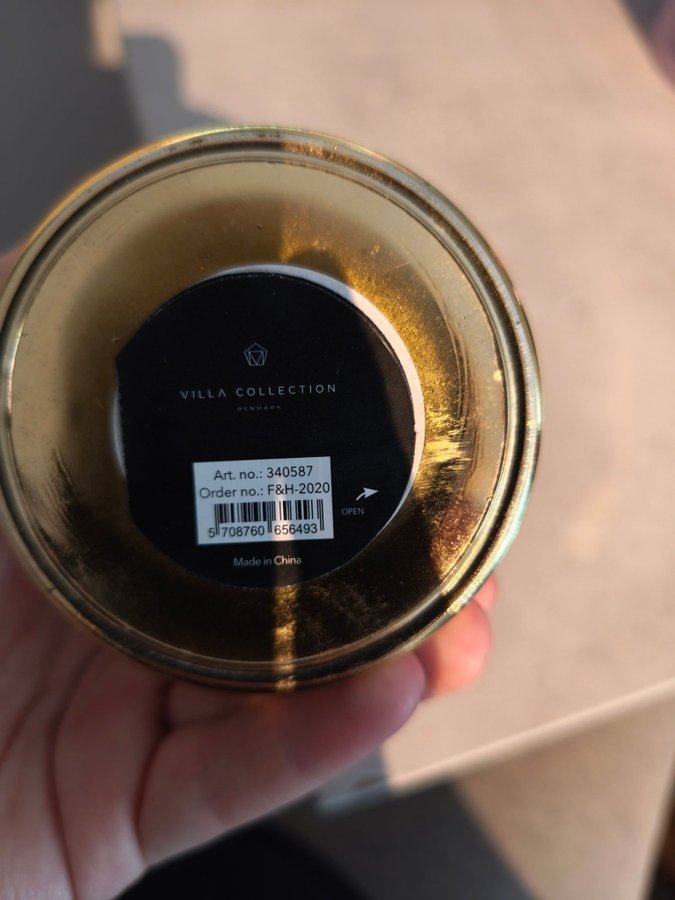 VILLA COLLECTION
DENMARK
Art. no.: 340587
Order no.: F&H-2020
5 708760 656493
OPEN
Made in China